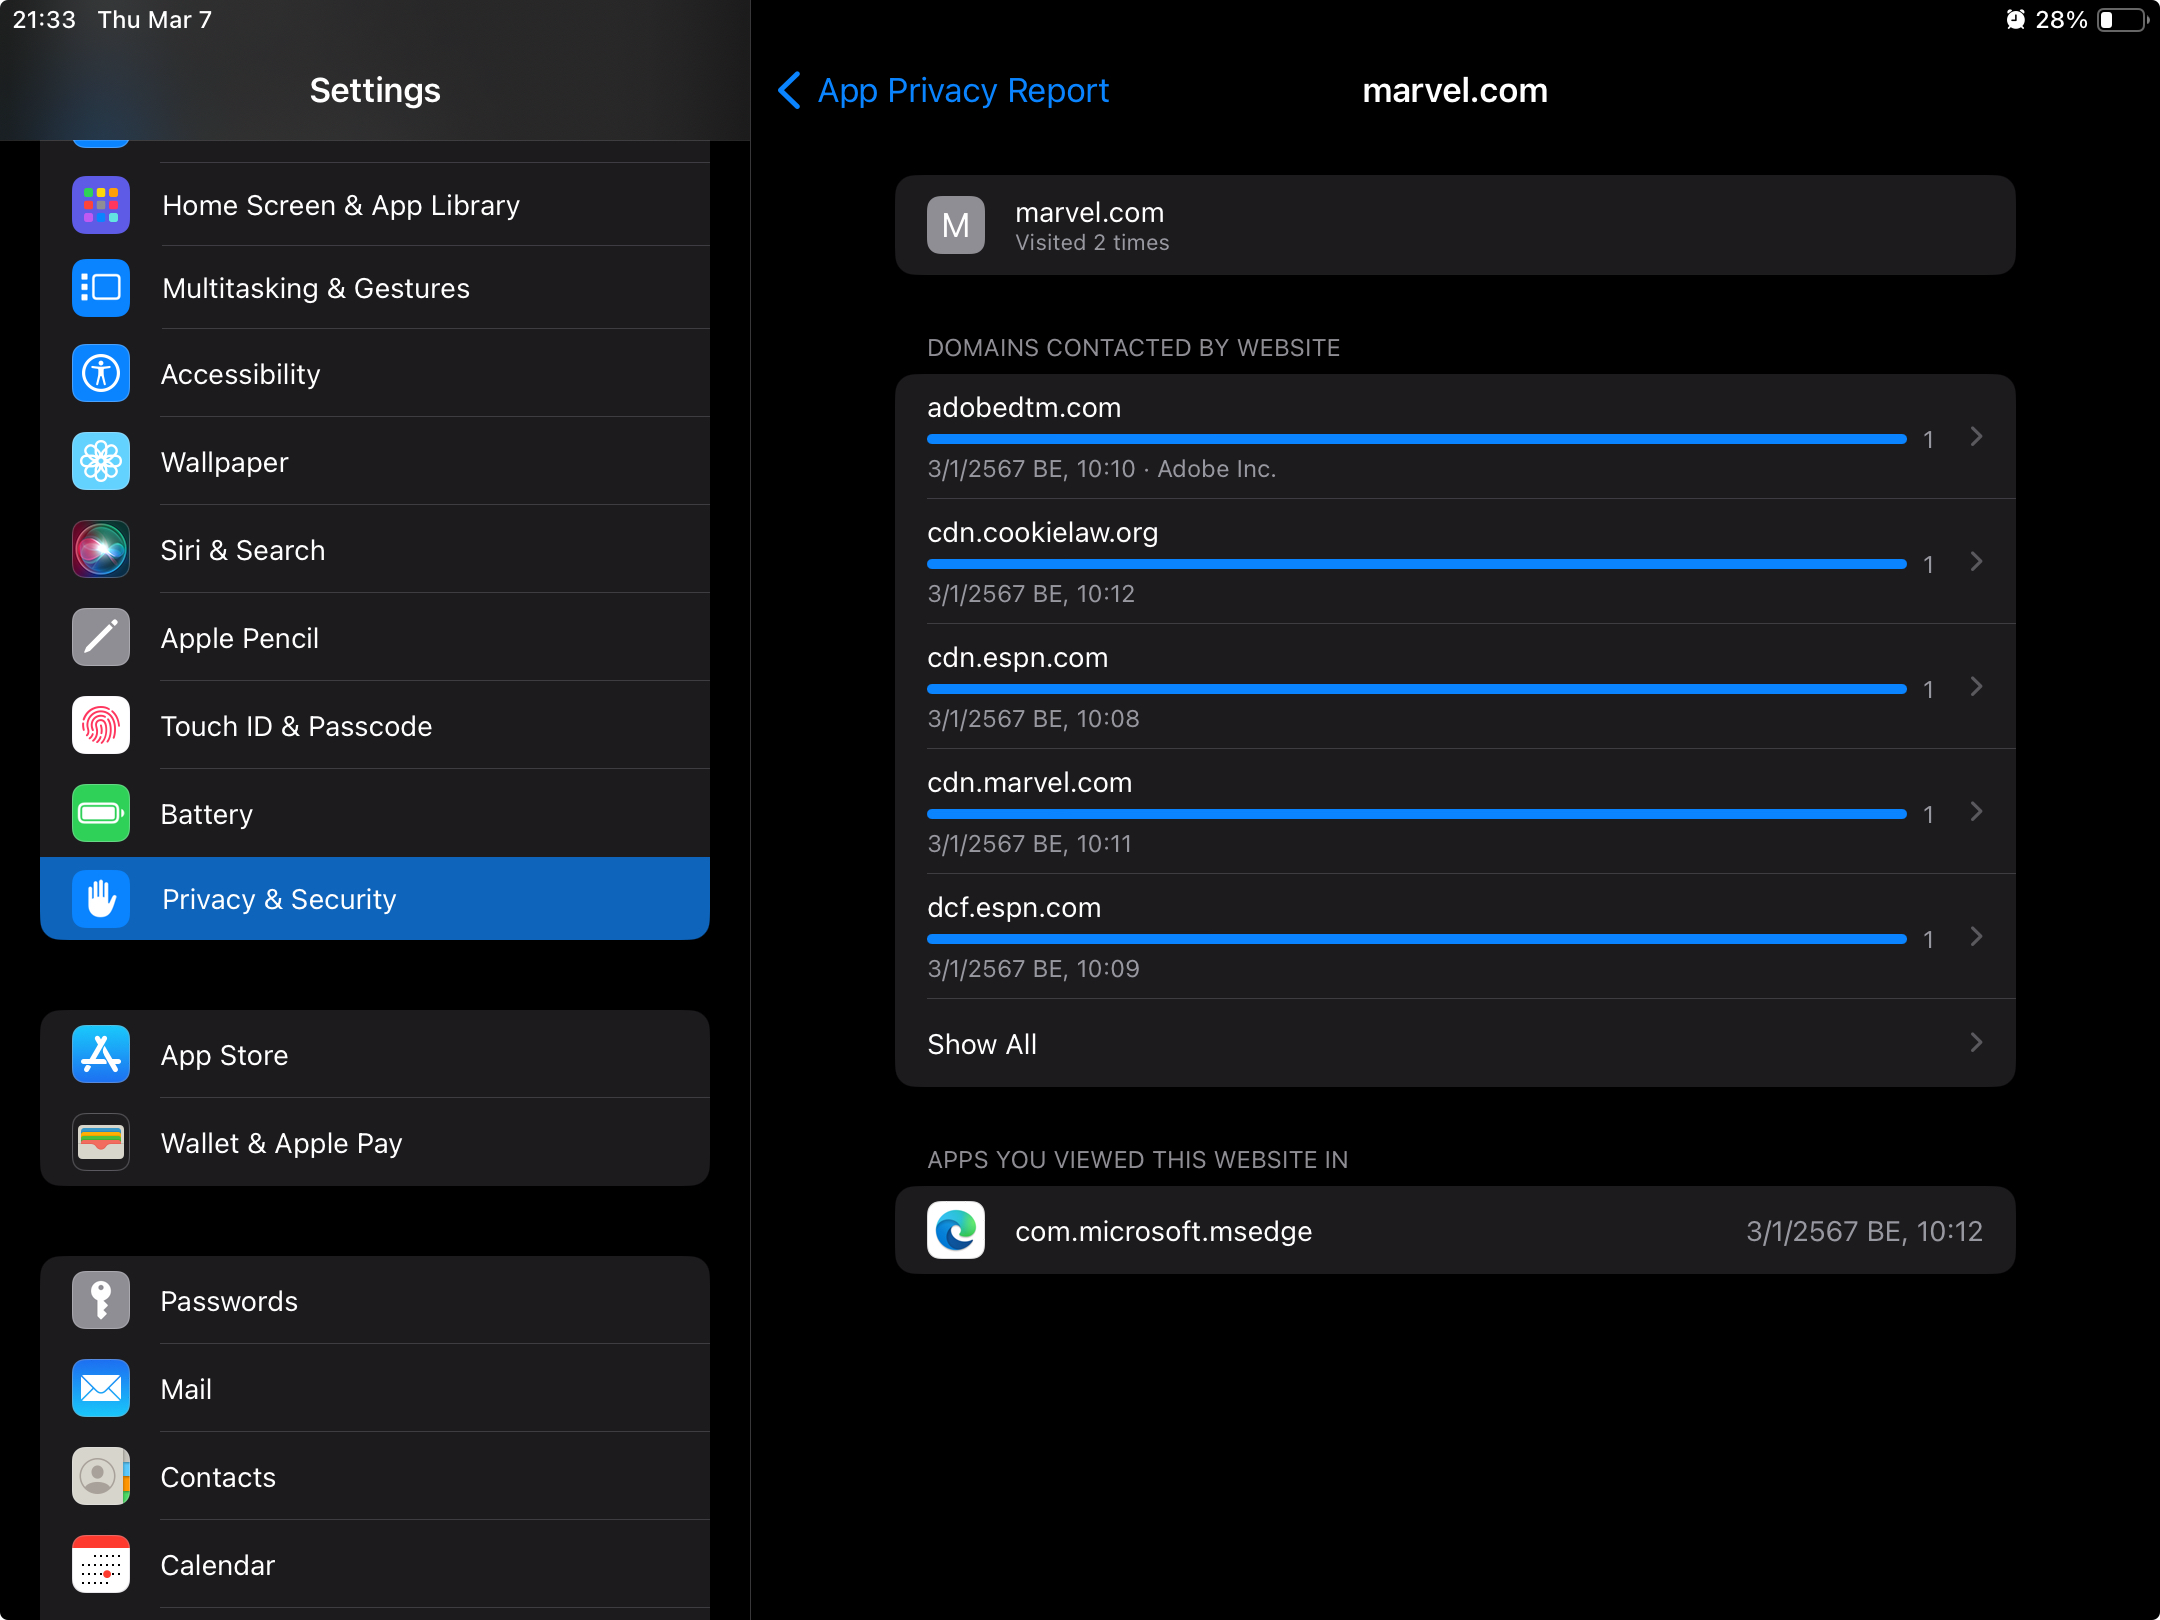 21:33 Thu Mar 7
28%
Settings
Home Screen & App Library
Multitasking & Gestures
Accessibility
Wallpaper
Siri & Search
Apple Pencil
Touch ID & Passcode
Battery
Privacy & Security
App Store
Wallet & Apple Pay
Passwords
Mail
Contacts
Calendar
App Privacy Report
marvel.com
M
marvel.com
Visited 2 times
DOMAINS CONTACTED BY WEBSITE
adobedtm.com
1
3/1/2567 BE, 10:10 · Adobe Inc.
cdn.cookielaw.org
1
3/1/2567 BE, 10:12
cdn.espn.com
1
3/1/2567 BE, 10:08
cdn.marvel.com
1
3/1/2567 BE, 10:11
dcf.espn.com
1
3/1/2567 BE, 10:09
Show All
APPS YOU VIEWED THIS WEBSITE IN
com.microsoft.msedge 3/1/2567 BE, 10:12